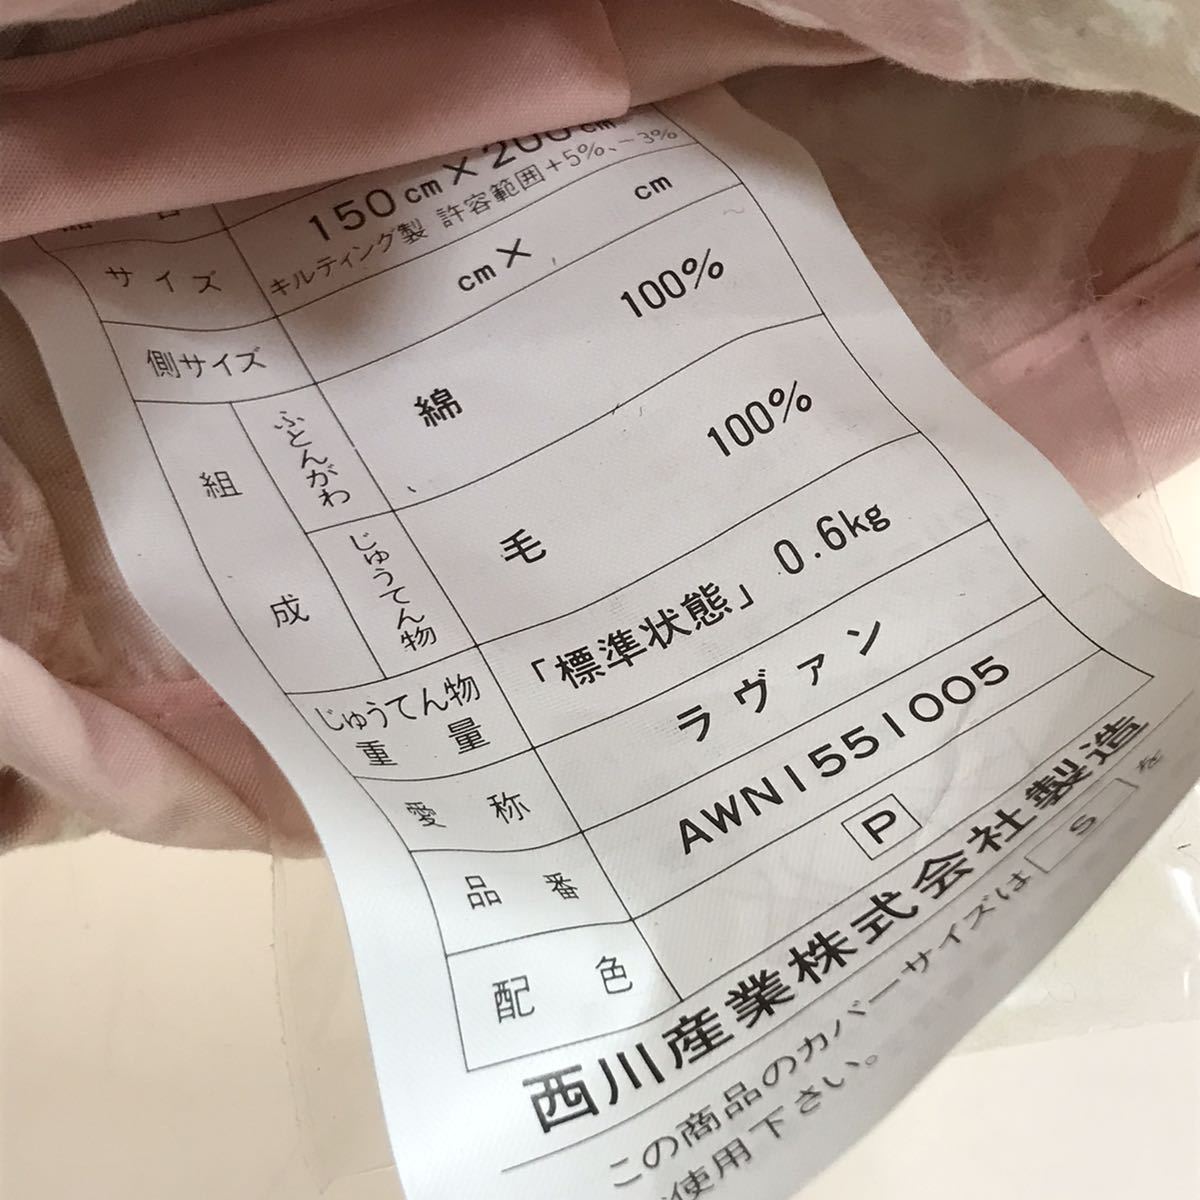 150cm×200cm
サイズ キルティング製 許容範囲+5%、-3%
側サイズ cm× cm
組成 ふとんがわ 綿 100%
じゅうてん物 毛 100%
じゅうてん物重量 「標準状態」0.6kg
愛称 ラヴァン
品番 AWN1551005
配色 P
西川産業株式会社製造
この商品のカバーサイズは S を
使用下さい。